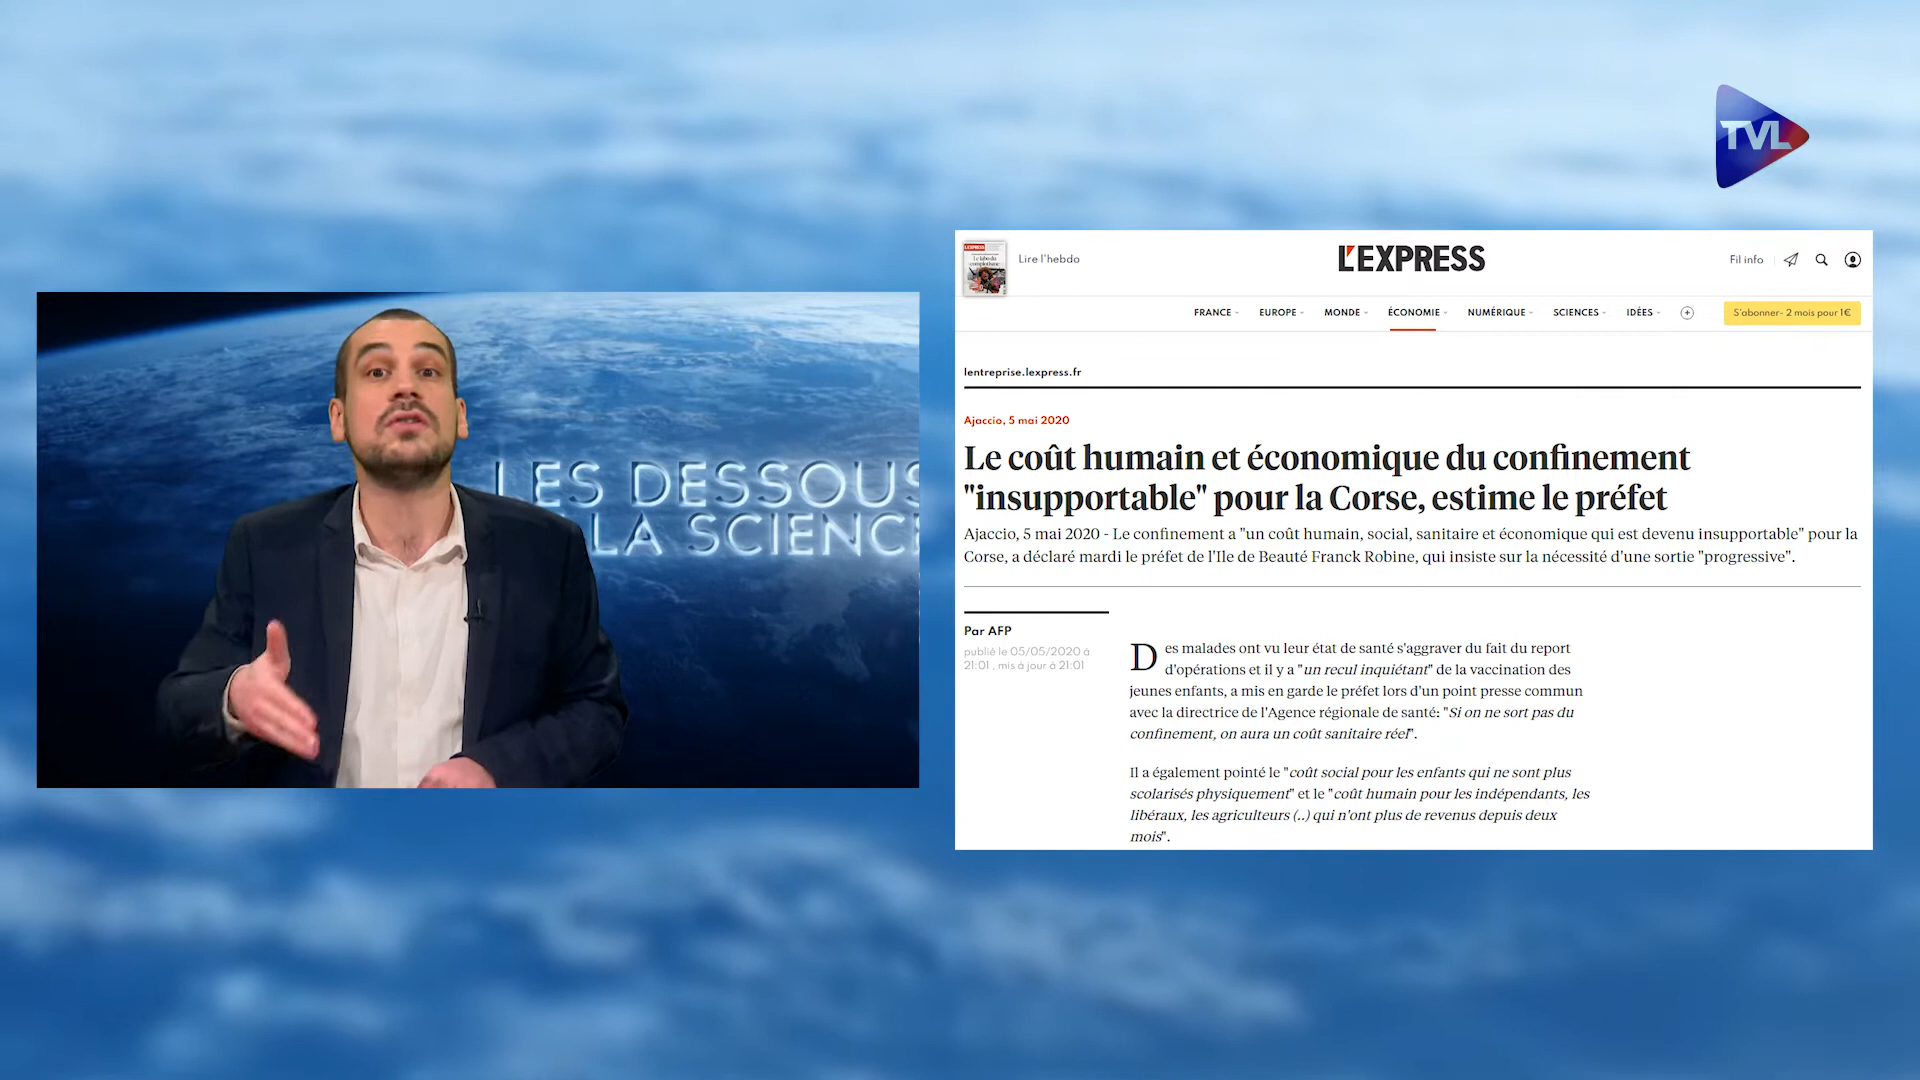 TVL
LES DESSOUS
LA SCIENCE
L'EXPRESS
Lire l'hebdo
L'EXPRESS
Fil info
FRANCE
EUROPE
MONDE
ÉCONOMIE
NUMÉRIQUE
SCIENCES
IDÉES
S'abonner- 2 mois pour 1€
lentreprise.lexpress.fr
Ajaccio, 5 mai 2020
Le coût humain et économique du confinement
"insupportable" pour la Corse, estime le préfet
Ajaccio, 5 mai 2020 - Le confinement a "un coût humain, social, sanitaire et économique qui est devenu insupportable" pour la
Corse, a déclaré mardi le préfet de l'Ile de Beauté Franck Robine, qui insiste sur la nécessité d'une sortie "progressive".
Par AFP
publié le 05/05/2020 à
21:01 , mis à jour à 21:01
Des malades ont vu leur état de santé s'aggraver du fait du report
d'opérations et il y a "un recul inquiétant" de la vaccination des
jeunes enfants, a mis en garde le préfet lors d'un point presse commun
avec la directrice de l'Agence régionale de santé: "Si on ne sort pas du
confinement, on aura un coût sanitaire réel".
Il a également pointé le "coût social pour les enfants qui ne sont plus
scolarisés physiquement" et le "coût humain pour les indépendants, les
libéraux, les agriculteurs (..) qui n'ont plus de revenus depuis deux
mois".